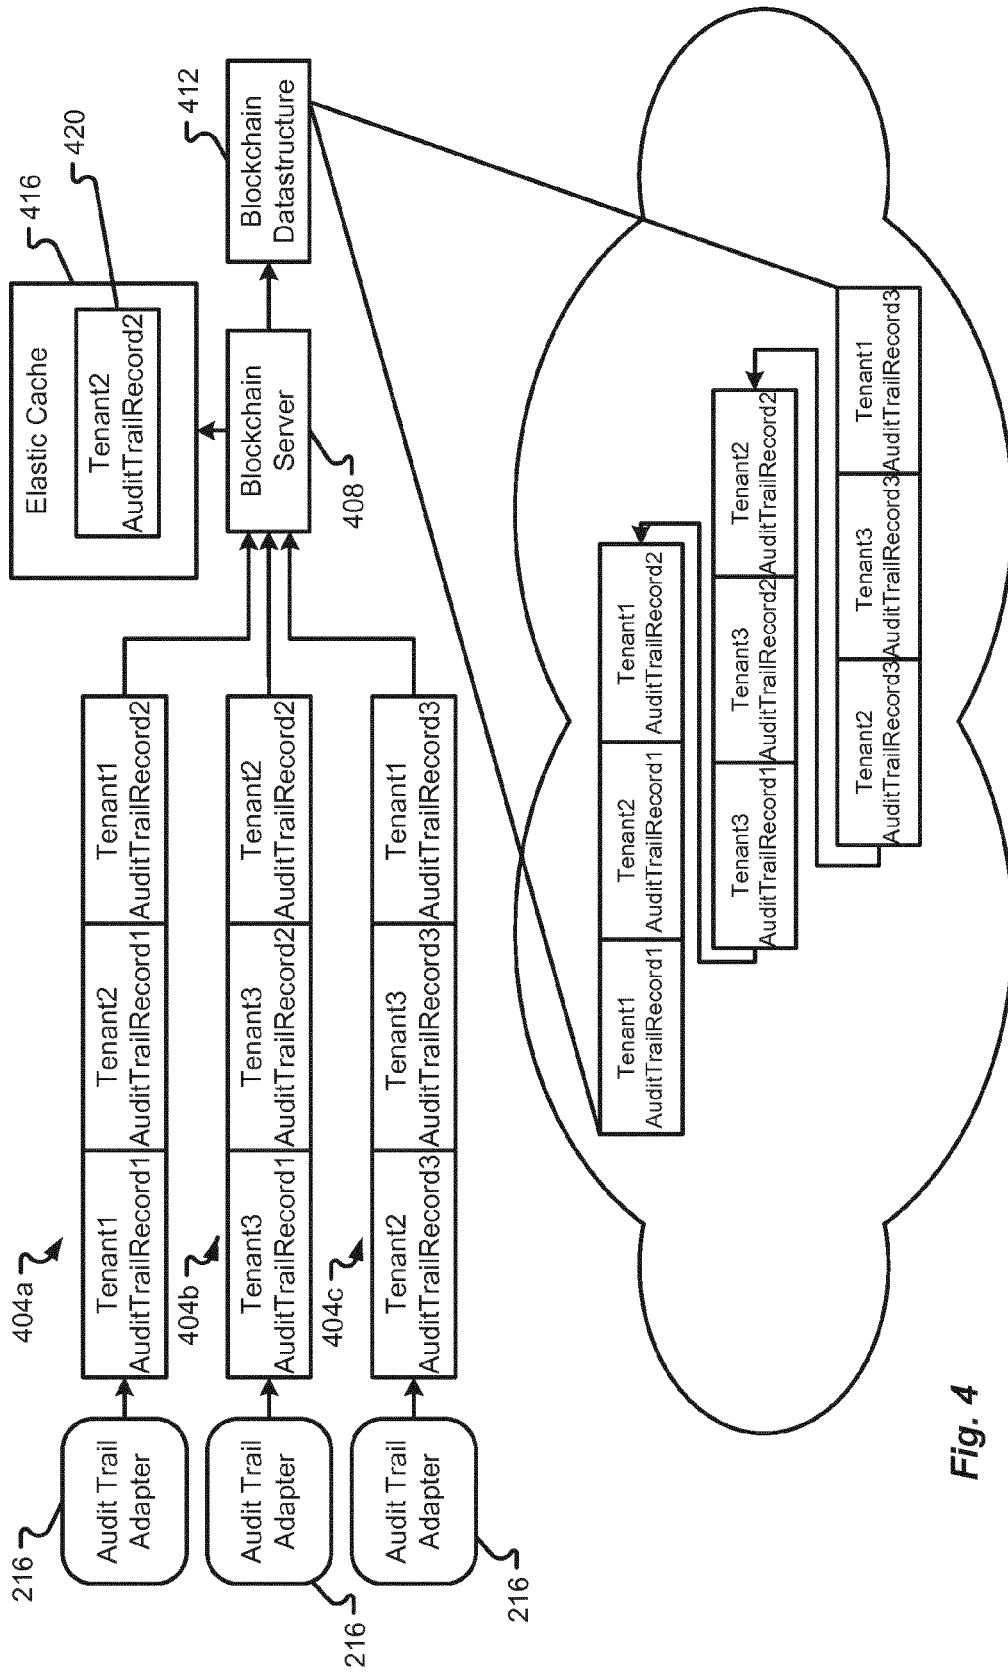 216
Audit Trail
Adapter
404a
Tenant1
AuditTrailRecord1
Tenant2
AuditTrailRecord1
Tenant1
AuditTrailRecord2
216
Audit Trail
Adapter
404b
Tenant3
AuditTrailRecord1
Tenant3
AuditTrailRecord2
Tenant2
AuditTrailRecord2
216
Audit Trail
Adapter
404c
Tenant2
AuditTrailRecord3
Tenant3
AuditTrailRecord3
Tenant1
AuditTrailRecord3
Elastic Cache
416
Tenant2
AuditTrailRecord2
420
Blockchain
Server
408
Blockchain
Datastructure
412
Tenant1
AuditTrailRecord1
Tenant2
AuditTrailRecord1
Tenant1
AuditTrailRecord2
Tenant3
AuditTrailRecord1
Tenant3
AuditTrailRecord2
Tenant2
AuditTrailRecord2
Tenant2
AuditTrailRecord3
Tenant3
AuditTrailRecord3
Tenant1
AuditTrailRecord3
Fig. 4